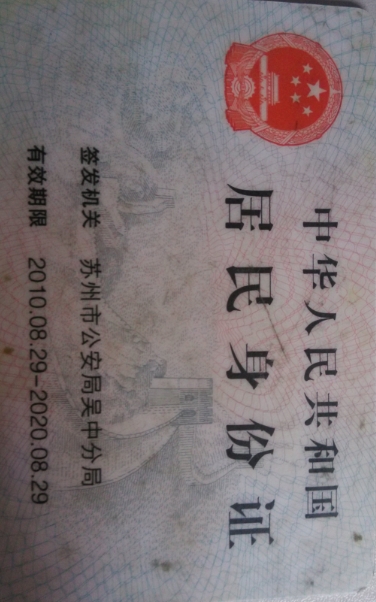 中华人民共和国
居民身份证
签发机关 苏州市公安局吴中分局
有效期限 2010.08.29-2020.08.29